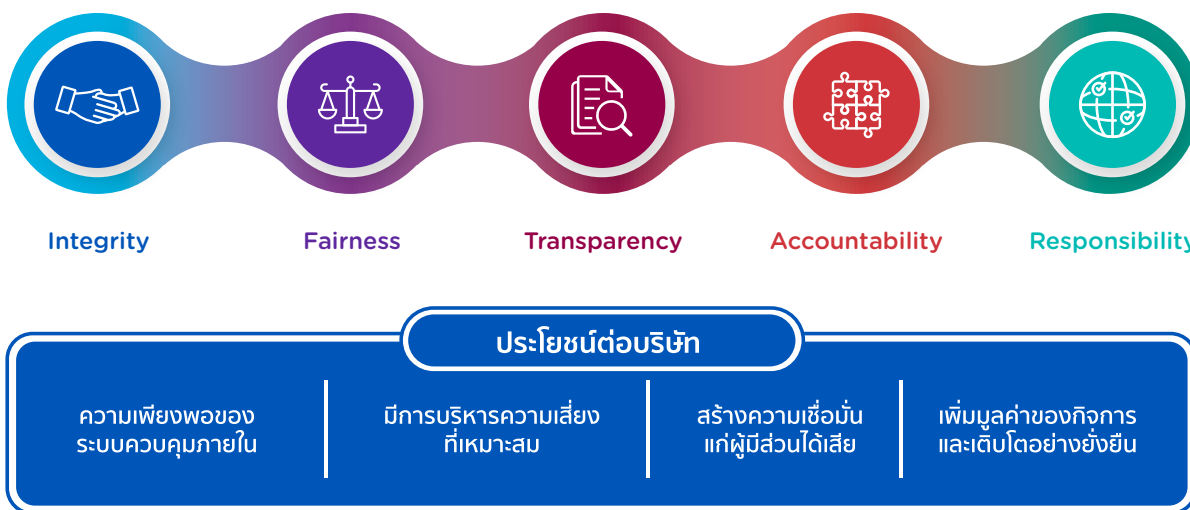 Integrity
Fairness
Transparency
Accountability
Responsibility
ประโยชน์ต่อบริษัท
ความเพียงพอของ
ระบบควบคุมภายใน
มีการบริหารความเสี่ยง
ที่เหมาะสม
สร้างความเชื่อมั่น
แก่ผู้มีส่วนได้เสีย
เพิ่มมูลค่าของกิจการ
และเติบโตอย่างยั่งยืน